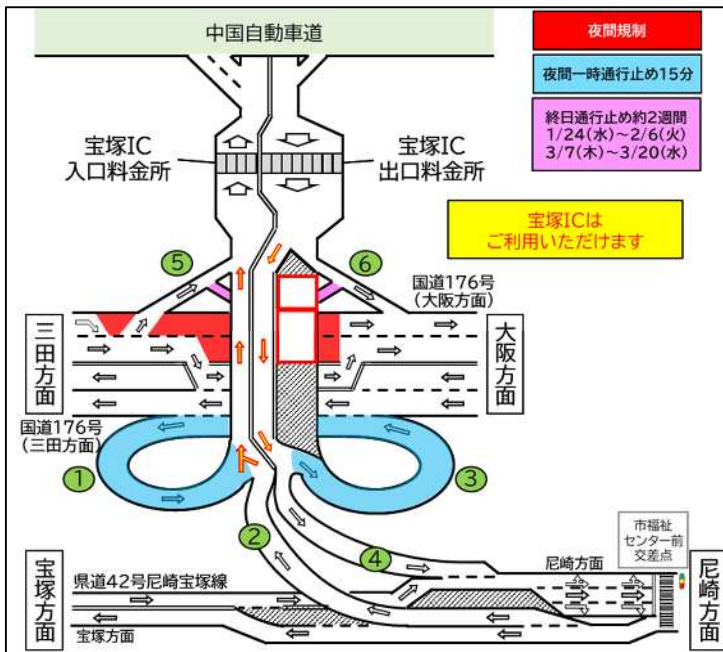 中国自動車道
夜間規制
夜間一時通行止め15分
終日通行止め約2週間
1/24(水)～2/6(火)
3/7(木)～3/20(水)
宝塚IC
入口料金所
宝塚IC
出口料金所
宝塚ICは
ご利用いただけます
⑤
⑥
国道176号
(大阪方面)
三田方面
大阪方面
国道176号
(三田方面)
①
③
②
④
市福祉
センター前
交差点
宝塚方面
県道42号尼崎宝塚線
宝塚方面
尼崎方面
尼崎方面